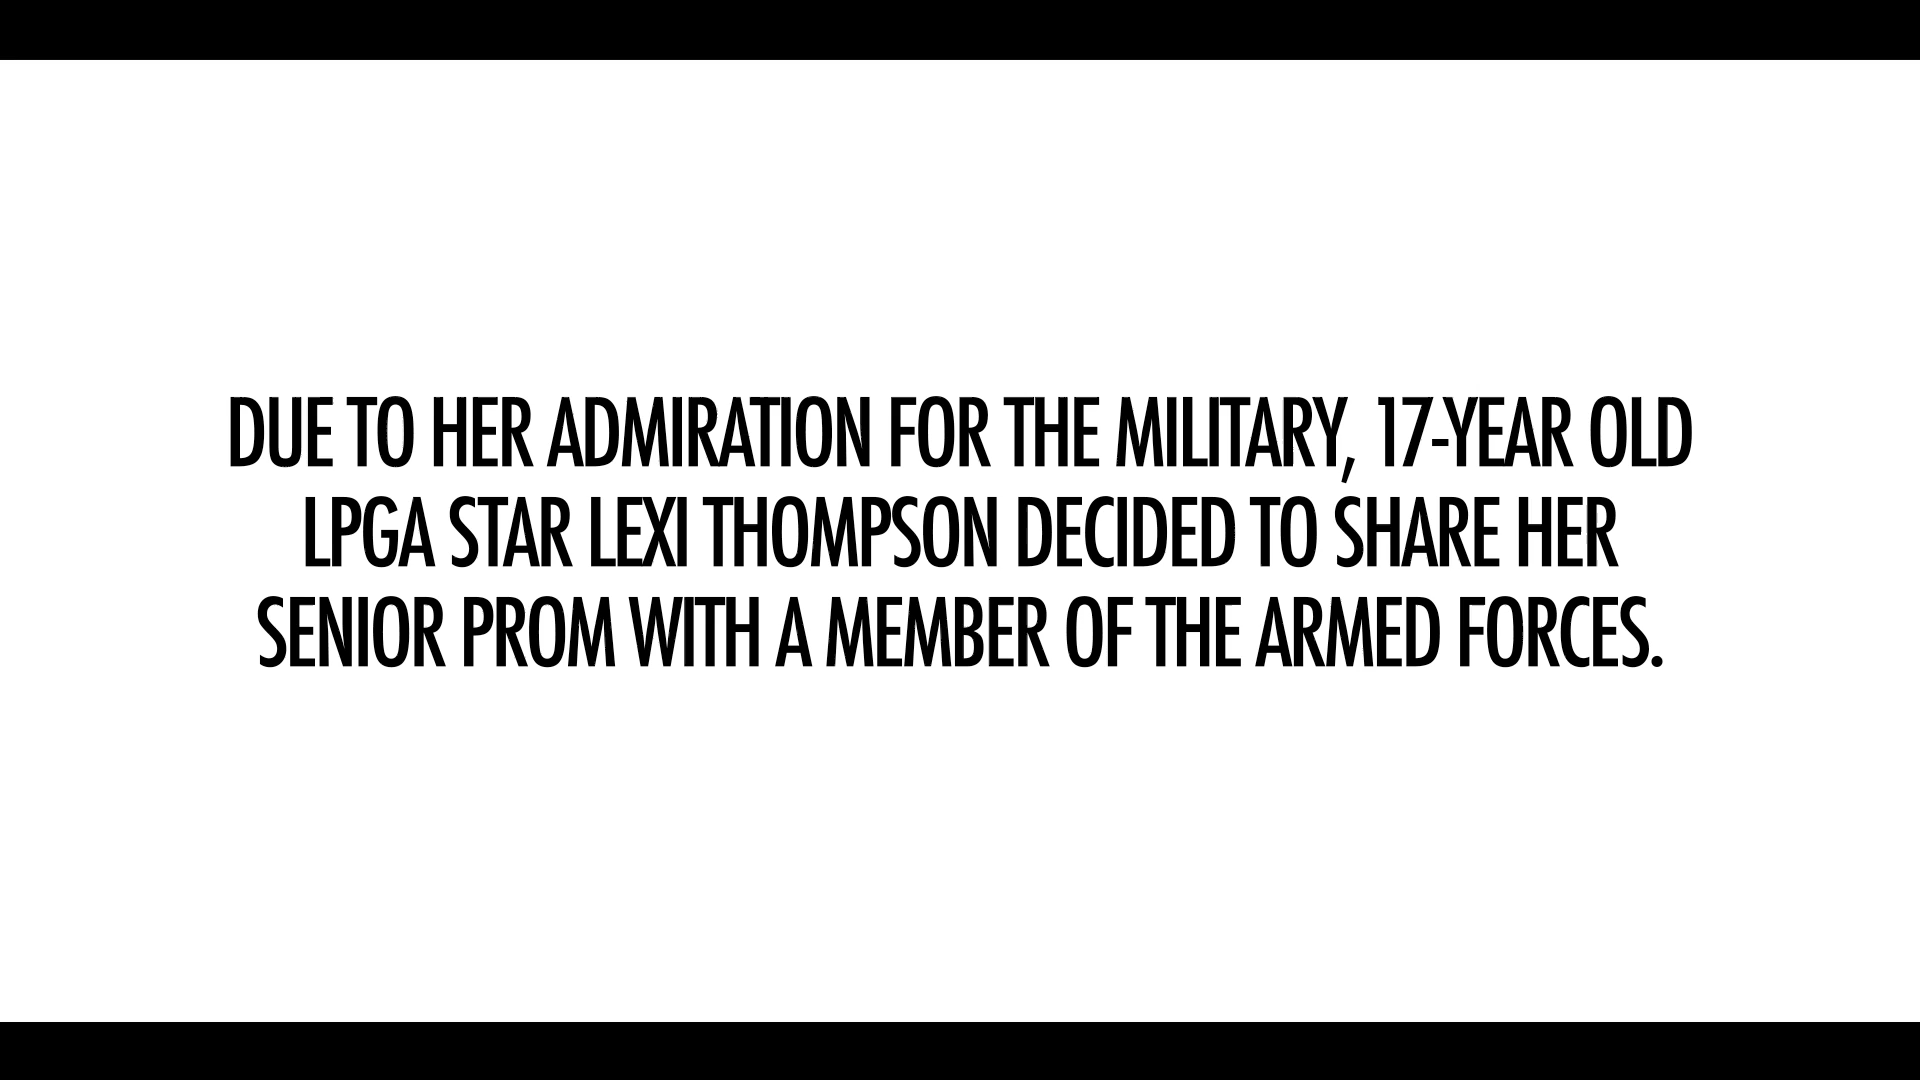 DUE TO HER ADMIRATION FOR THE MILITARY, 17-YEAR OLD
LPGA STAR LEXI THOMPSON DECIDED TO SHARE HER
SENIOR PROM WITH A MEMBER OF THE ARMED FORCES.